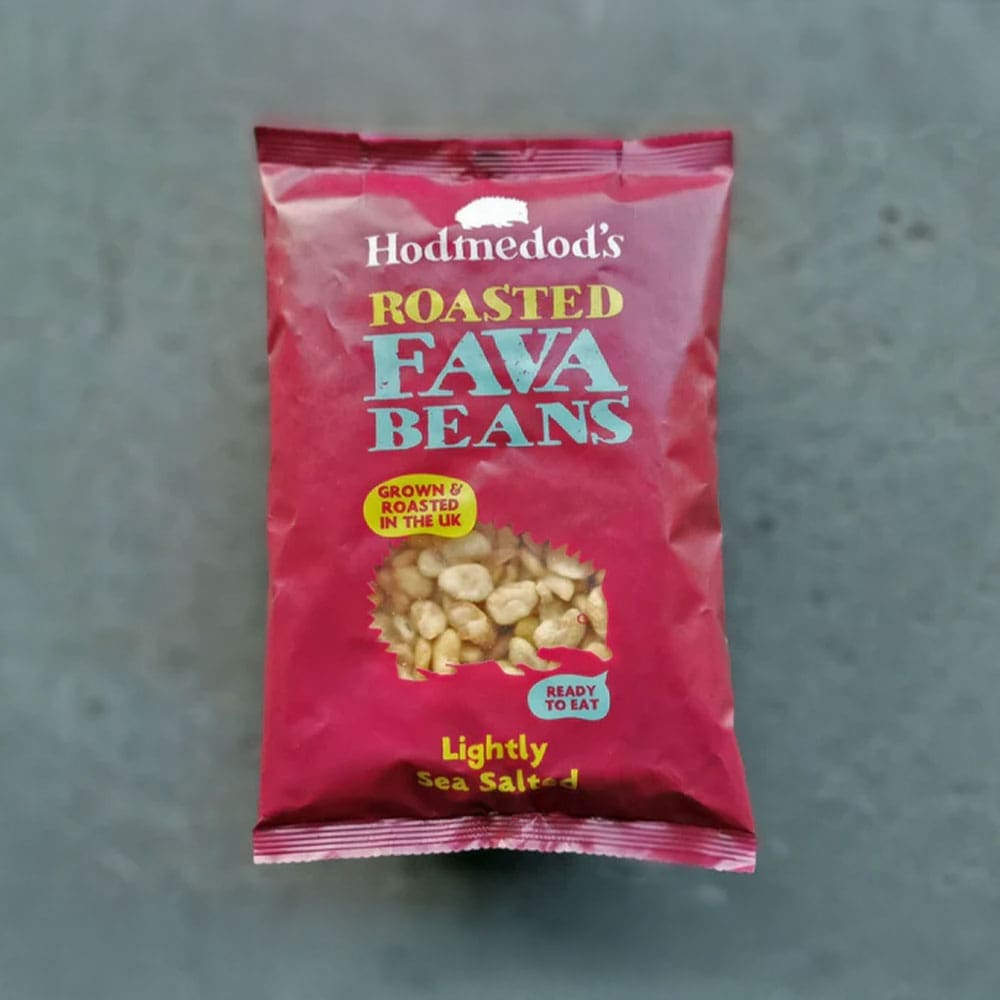 Hodmedod's
ROASTED
FAVA
BEANS
GROWN &
ROASTED
IN THE UK
READY
TO EAT
Lightly
Sea Salted